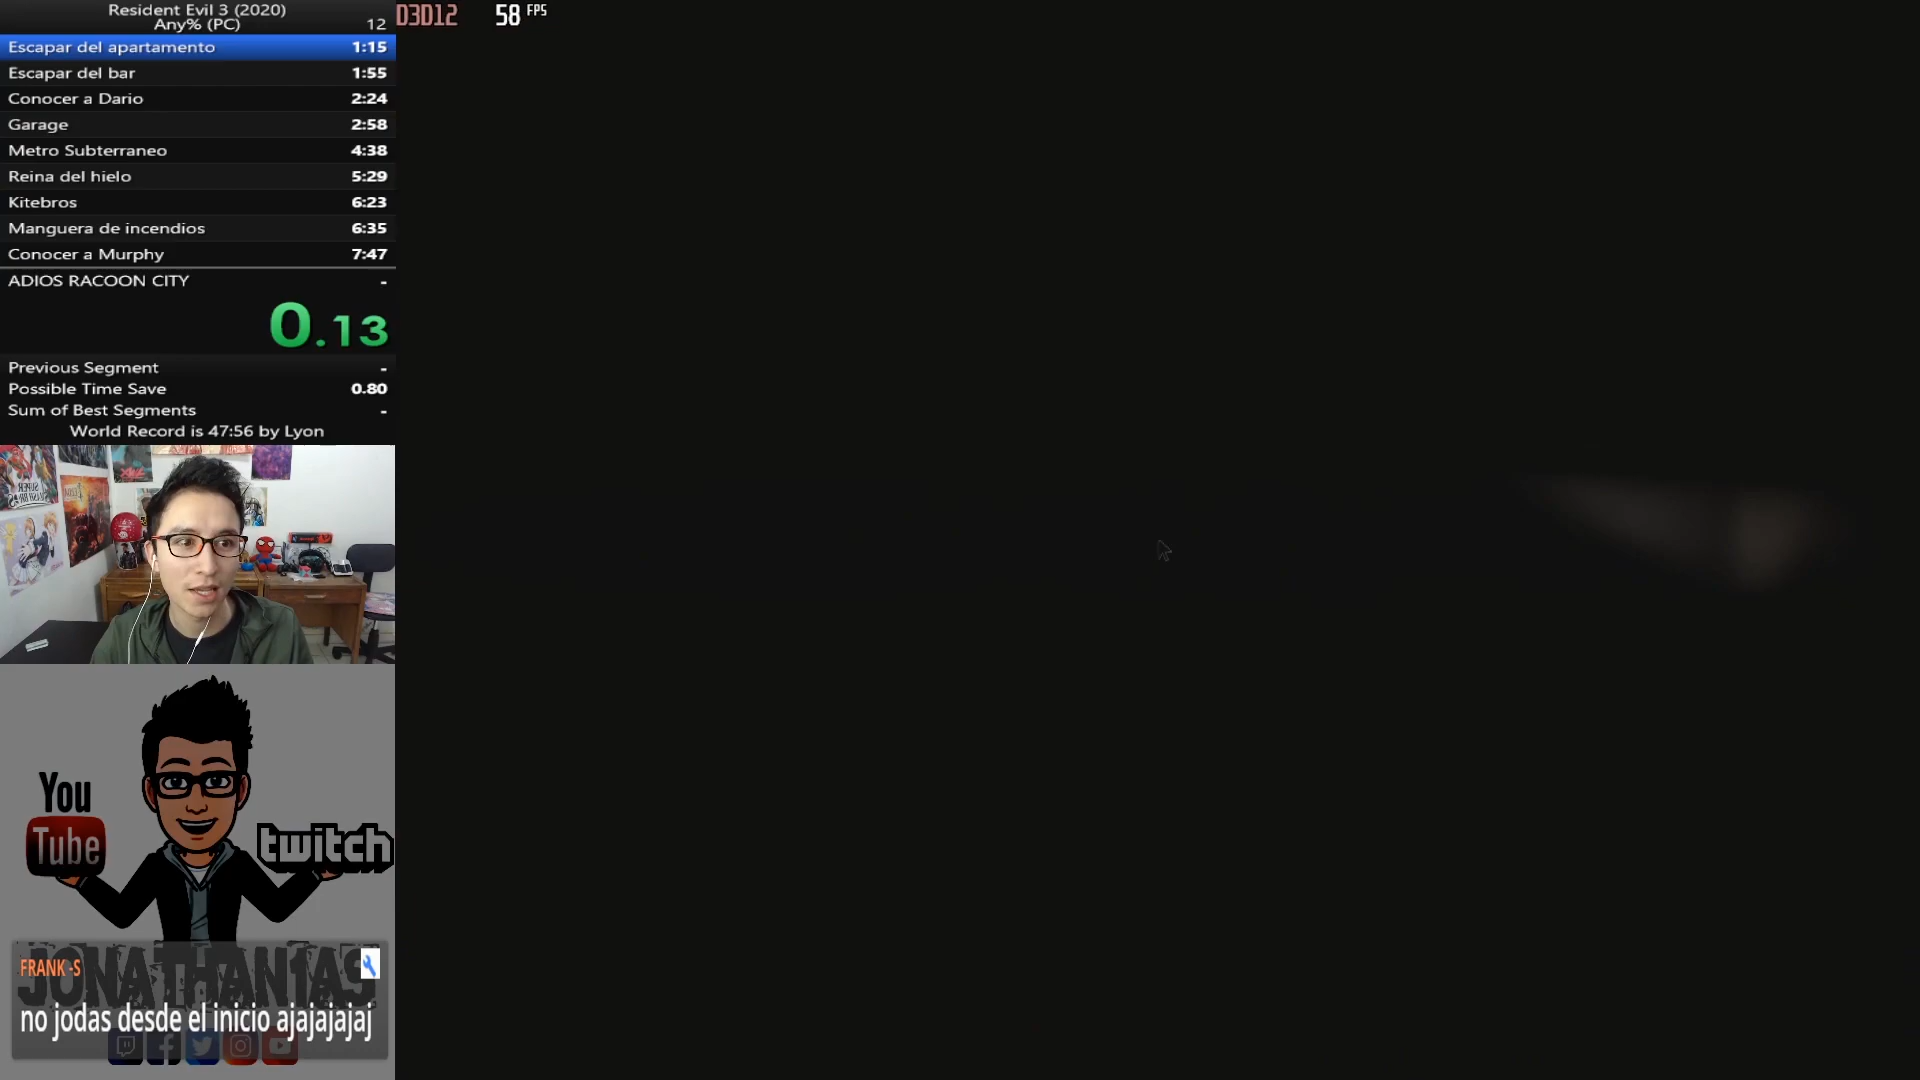 Resident Evil 3 (2020)
Any% (PC) 12
Escapar del apartamento 1:15
Escapar del bar 1:55
Conocer a Dario 2:24
Garage 2:58
Metro Subterraneo 4:38
Reina del hielo 5:29
Kitebros 6:23
Manguera de incendios 6:35
Conocer a Murphy 7:47
ADIOS RACOON CITY -
0.13
Previous Segment -
Possible Time Save 0.80
Sum of Best Segments -
World Record is 47:56 by Lyon
D3D12 58 FPS
You
Tube
twitch
JONATHAN1AS
FRANK -S
no jodas desde el inicio ajajajajaj